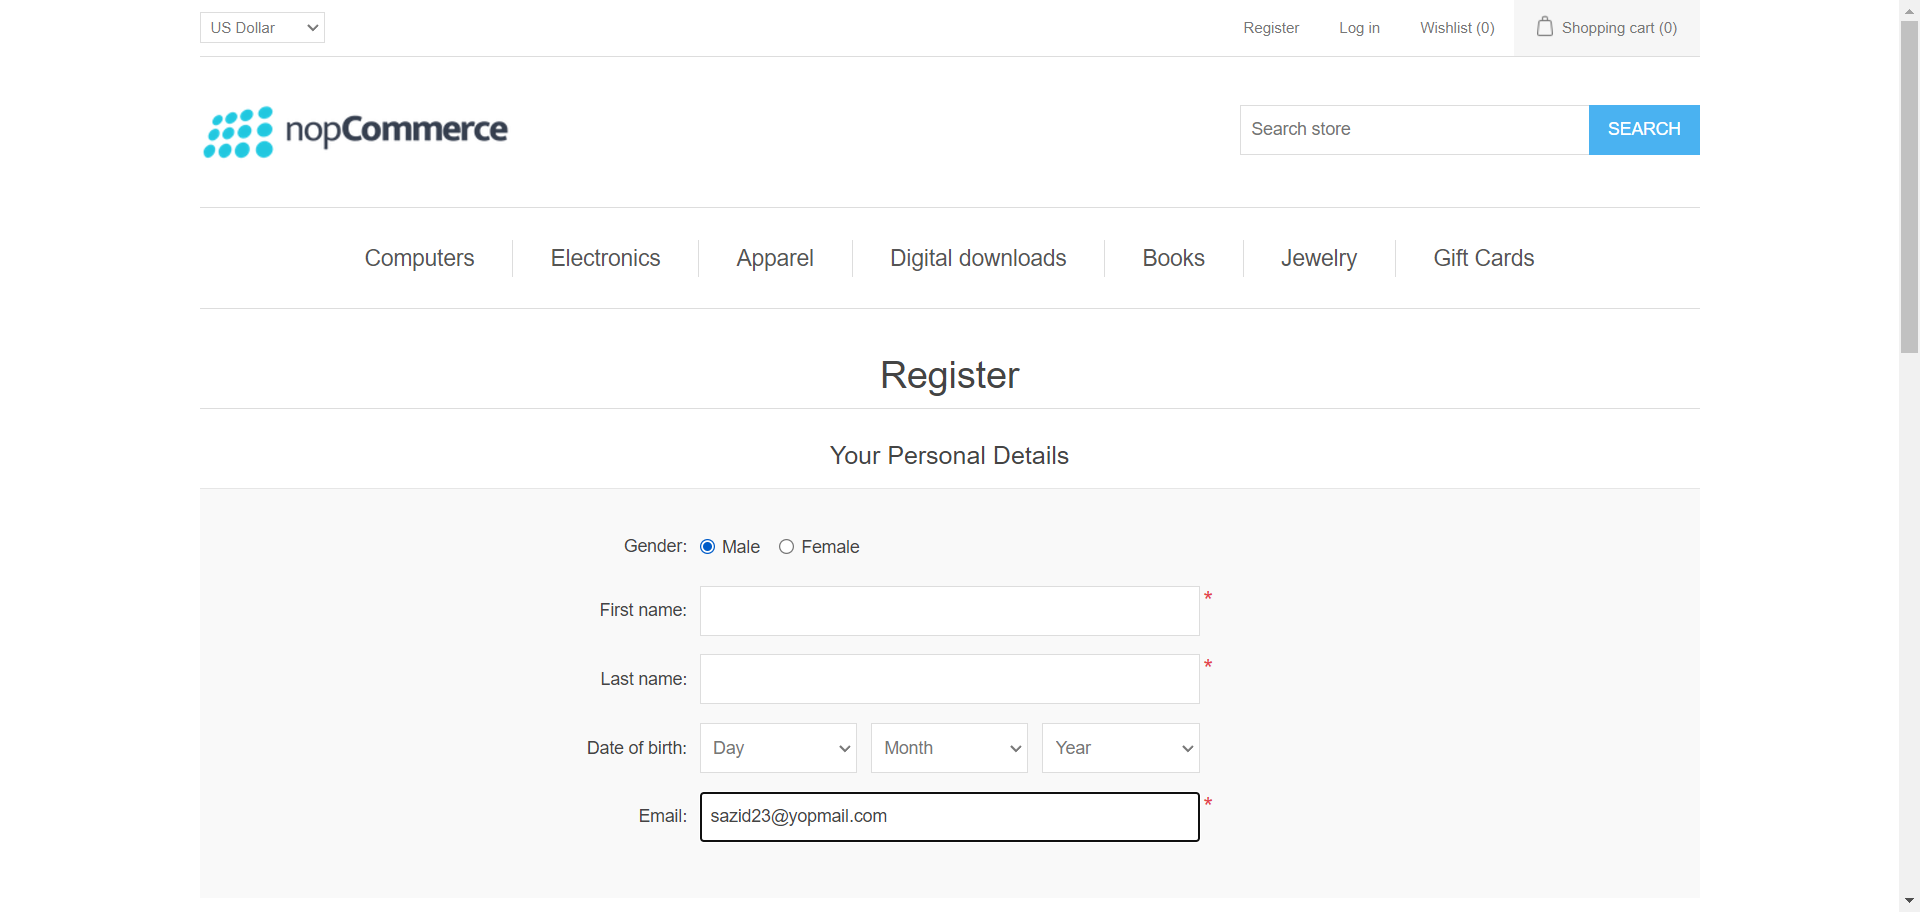 US Dollar
Register
Log in
Wishlist (0)
Shopping cart (0)
nopCommerce
Search store
SEARCH
Computers
Electronics
Apparel
Digital downloads
Books
Jewelry
Gift Cards
Register
Your Personal Details
Gender: Male Female
First name: *
Last name: *
Date of birth: Day Month Year
Email: sazid23@yopmail.com *